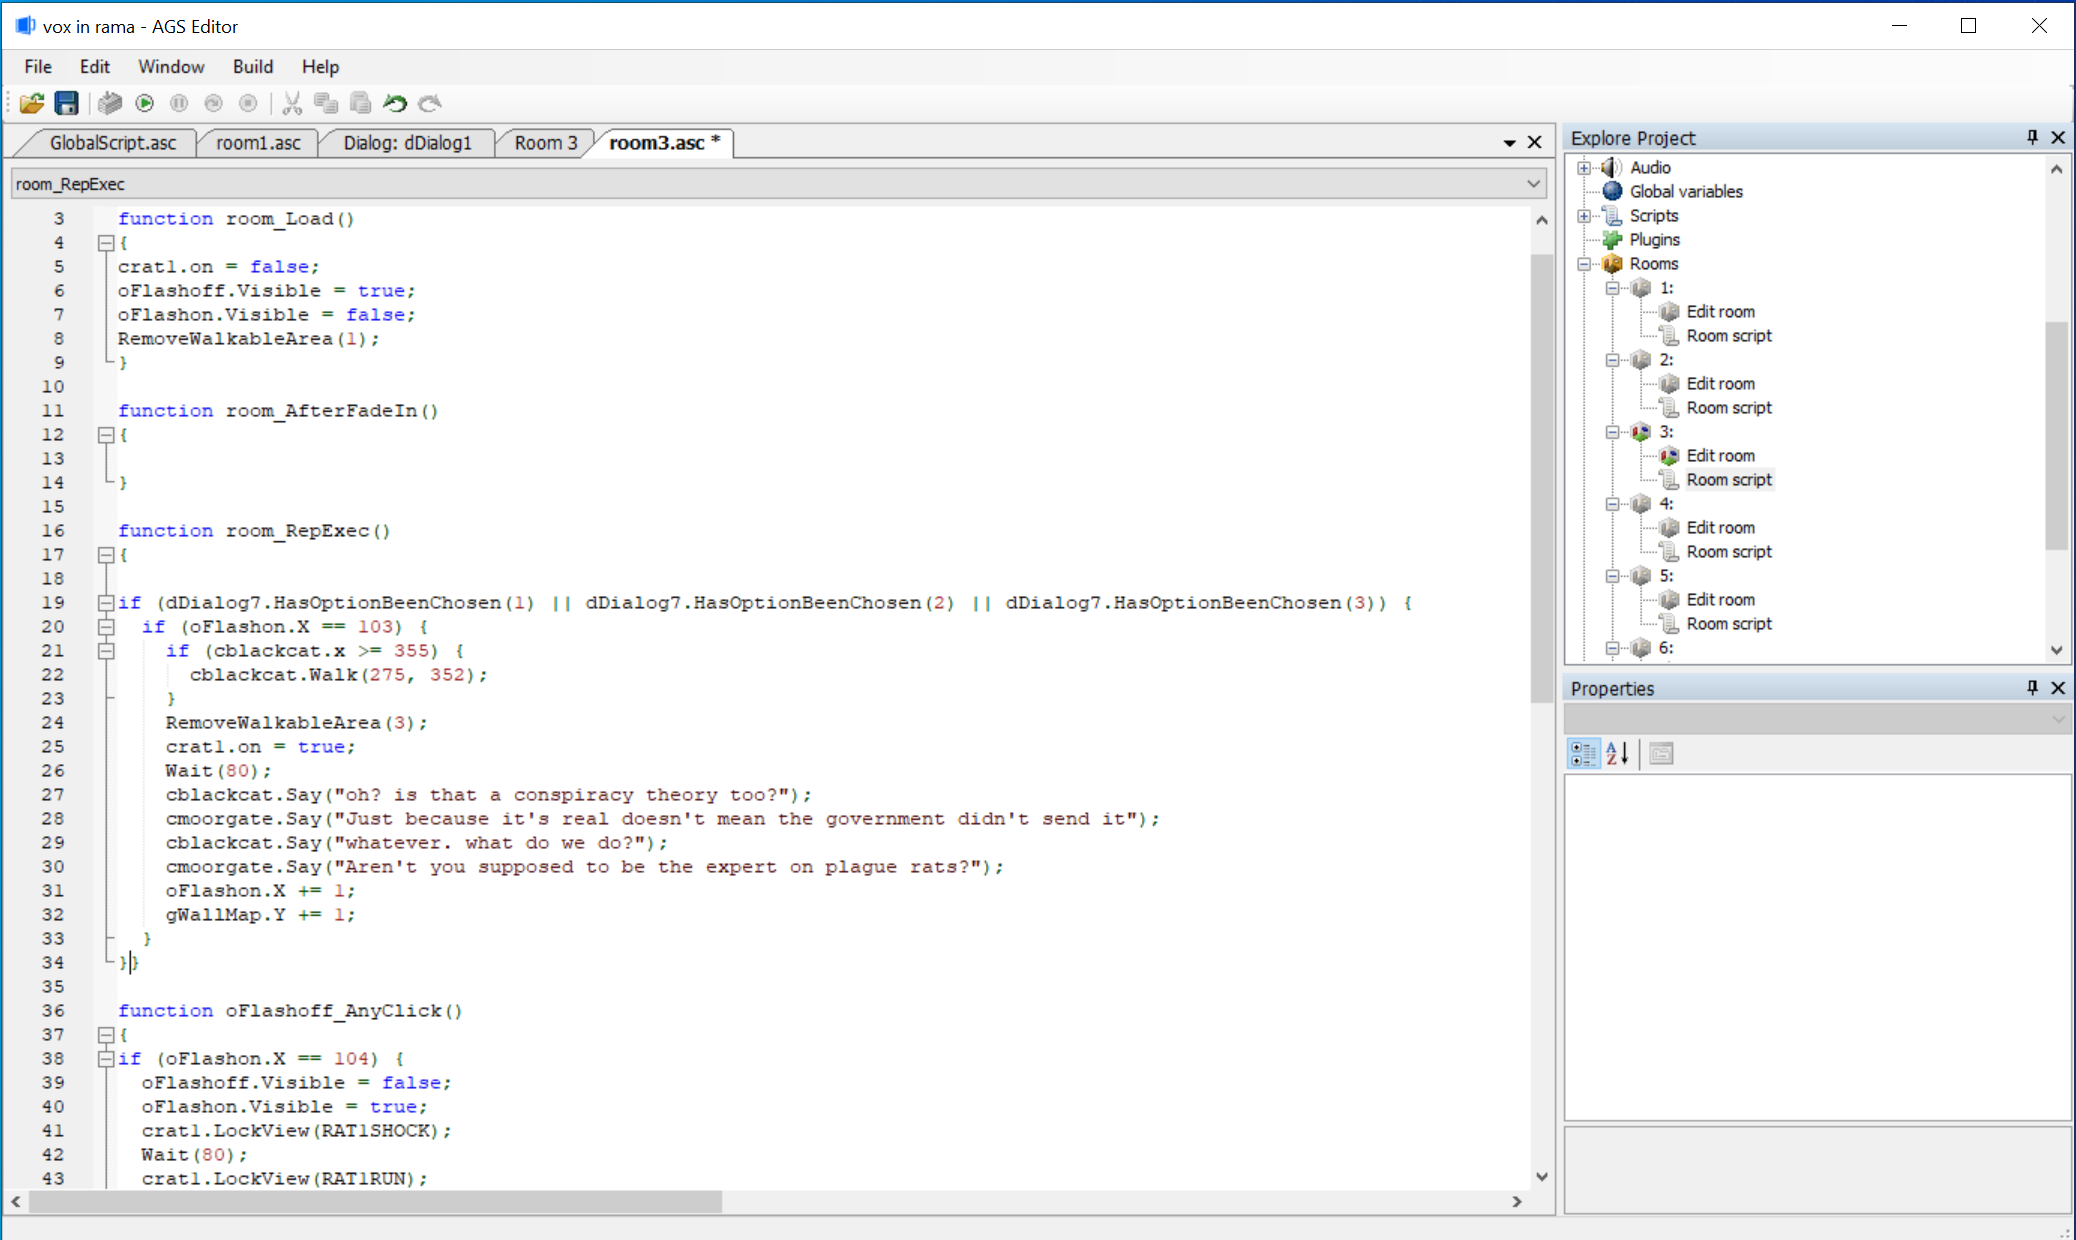 vox in rama - AGS Editor
File Edit Window Build Help
GlobalScript.asc room1.asc Dialog: dDialog1 Room 3 room3.asc *
room_RepExec
3 function room_Load()
4 {
5 crat1.on = false;
6 oFlashoff.Visible = true;
7 oFlashon.Visible = false;
8 RemoveWalkableArea(1);
9 }
10
11 function room_AfterFadeIn()
12 {
13
14 }
15
16 function room_RepExec()
17 {
18
19 if (dDialog7.HasOptionBeenChosen(1) || dDialog7.HasOptionBeenChosen(2) || dDialog7.HasOptionBeenChosen(3)) {
20 if (oFlashon.X == 103) {
21 if (cblackcat.x >= 355) {
22 cblackcat.Walk(275, 352);
23 }
24 RemoveWalkableArea(3);
25 crat1.on = true;
26 Wait(80);
27 cblackcat.Say("oh? is that a conspiracy theory too?");
28 cmoorgate.Say("Just because it's real doesn't mean the government didn't send it");
29 cblackcat.Say("whatever. what do we do?");
30 cmoorgate.Say("Aren't you supposed to be the expert on plague rats?");
31 oFlashon.X += 1;
32 gWallMap.Y += 1;
33 }
34 }}
35
36 function oFlashoff_AnyClick()
37 {
38 if (oFlashon.X == 104) {
39 oFlashoff.Visible = false;
40 oFlashon.Visible = true;
41 crat1.LockView(RAT1SHOCK);
42 Wait(80);
43 crat1.LockView(RAT1RUN);
Explore Project
Audio
Global variables
Scripts
Plugins
Rooms
1:
Edit room
Room script
2:
Edit room
Room script
3:
Edit room
Room script
4:
Edit room
Room script
5:
Edit room
Room script
6:
Properties